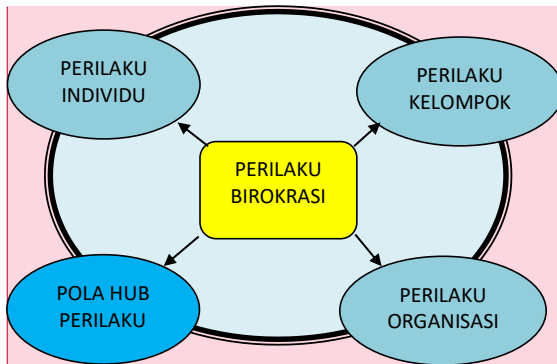 PERILAKU
INDIVIDU
PERILAKU
KELOMPOK
PERILAKU
BIROKRASI
POLA HUB
PERILAKU
PERILAKU
ORGANISASI